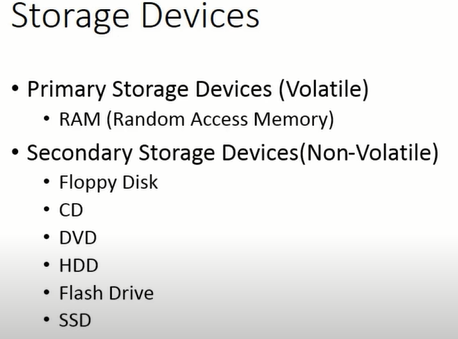 Storage Devices
• Primary Storage Devices (Volatile)
• RAM (Random Access Memory)
• Secondary Storage Devices(Non-Volatile)
• Floppy Disk
• CD
• DVD
• HDD
• Flash Drive
• SSD